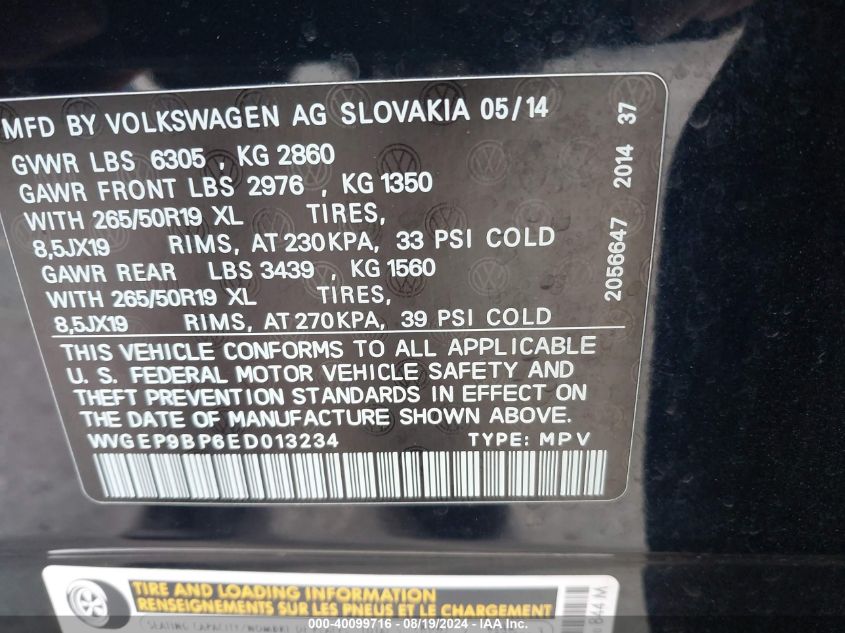 MFD BY VOLKSWAGEN AG SLOVAKIA 05/14
GVWR LBS 6305 , KG 2860
GAWR FRONT LBS 2976 , KG 1350
WITH 265/50R19 XL TIRES,
8,5JX19 RIMS, AT 230KPA, 33 PSI COLD
GAWR REAR LBS 3439 , KG 1560
WITH 265/50R19 XL TIRES,
8,5JX19 RIMS, AT 270KPA, 39 PSI COLD
THIS VEHICLE CONFORMS TO ALL APPLICABLE
U. S. FEDERAL MOTOR VEHICLE SAFETY AND
THEFT PREVENTION STANDARDS IN EFFECT ON
THE DATE OF MANUFACTURE SHOWN ABOVE.
WVGEP9BP6ED013234 TYPE: MPV
2056647 2014 37
TIRE AND LOADING INFORMATION
RENSEIGNEMENTS SUR LES PNEUS ET LE CHARGEMENT
SEATING CAPACITY/NOMBRE
000-40099716 - 08/19/2024 - IAA Inc.